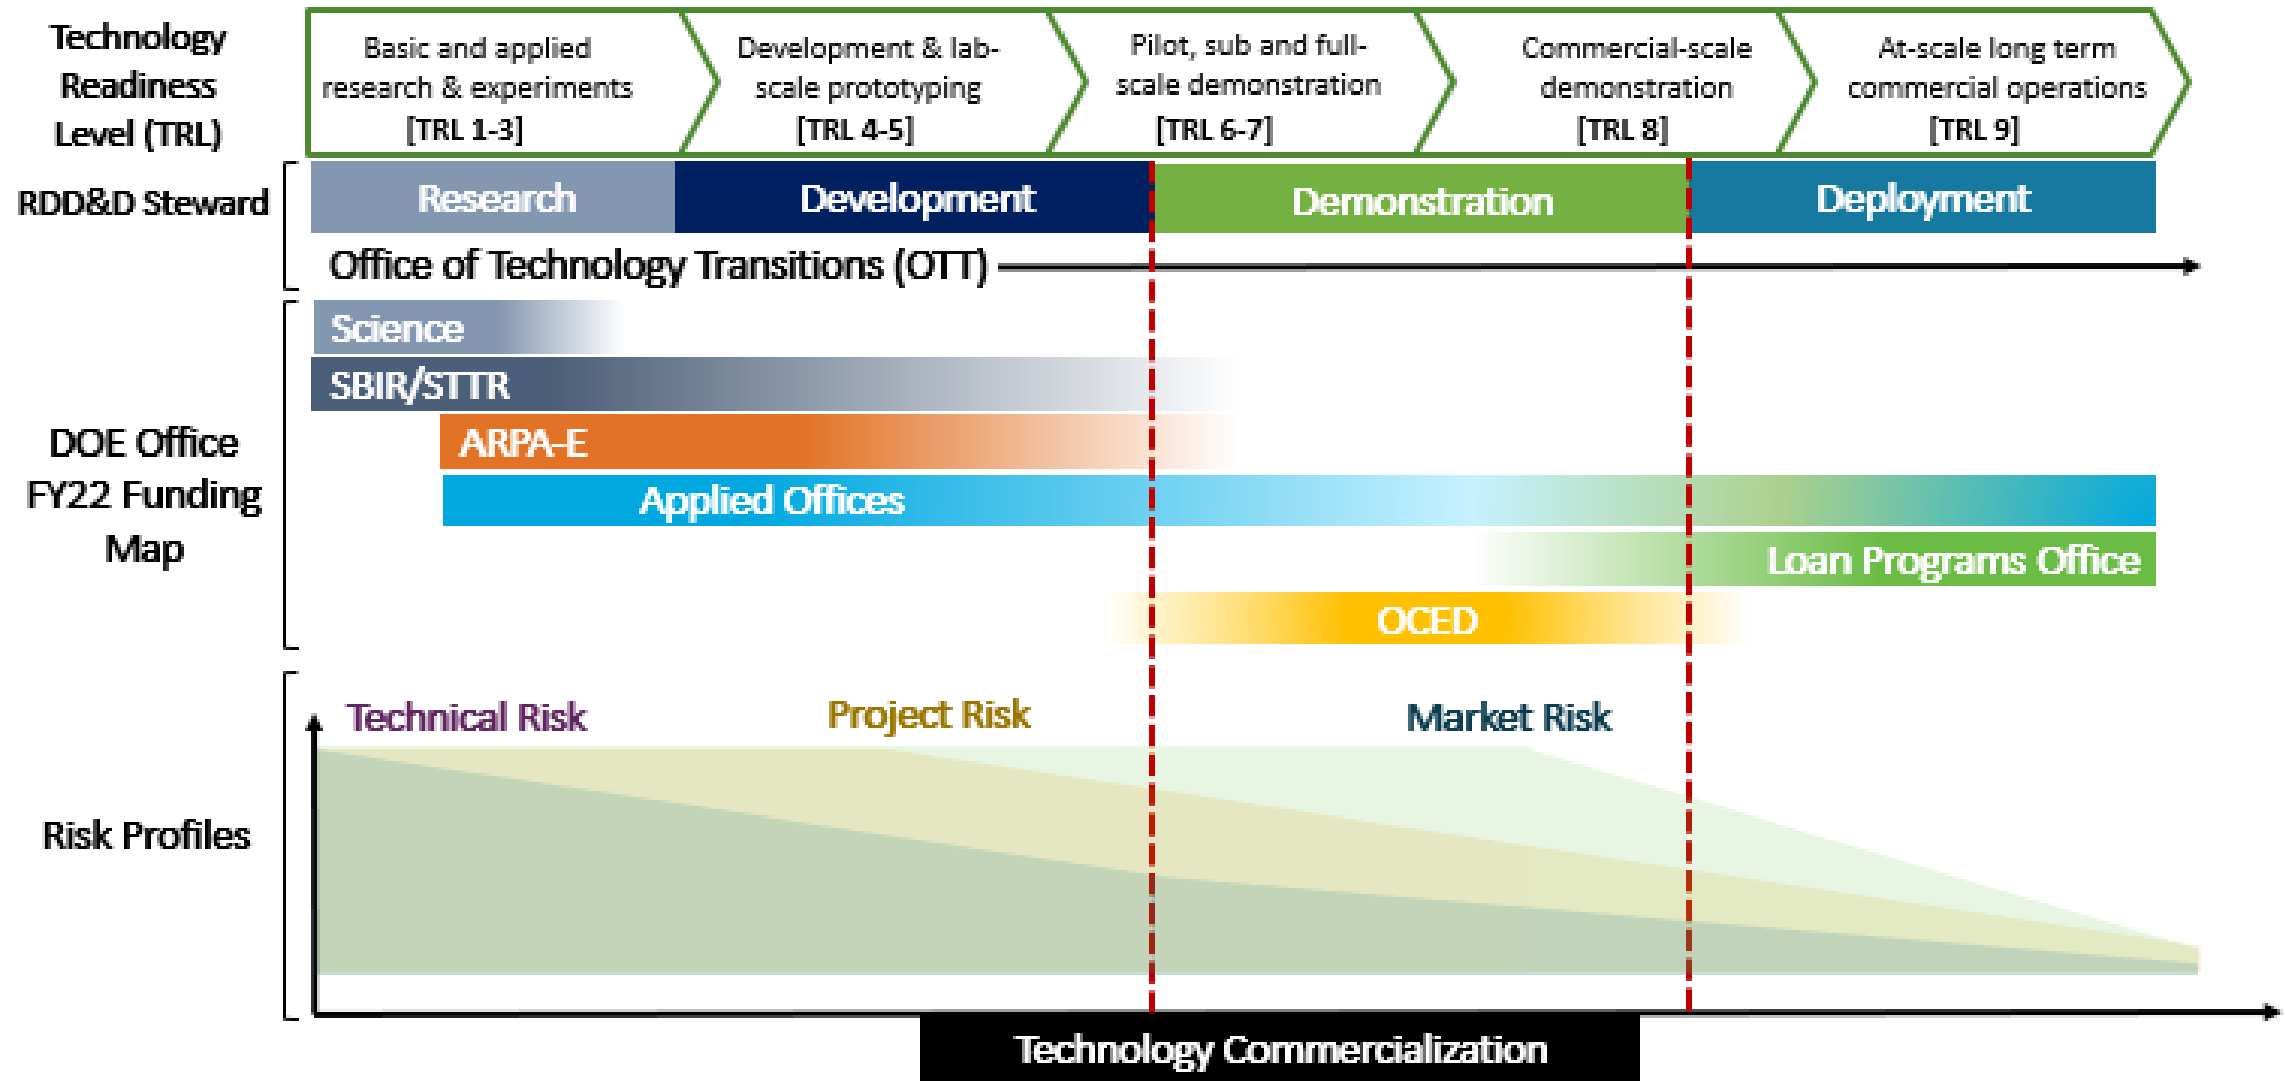 Technology
Readiness
Level (TRL)
Basic and applied
research & experiments
[TRL 1-3]
Development & lab-
scale prototyping
[TRL 4-5]
Pilot, sub and full-
scale demonstration
[TRL 6-7]
Commercial-scale
demonstration
[TRL 8]
At-scale long term
commercial operations
[TRL 9]
RDD&D Steward
Research
Development
Demonstration
Deployment
Office of Technology Transitions (OTT)
DOE Office
FY22 Funding
Map
Science
SBIR/STTR
ARPA-E
Applied Offices
Loan Programs Office
OCED
Risk Profiles
Technical Risk
Project Risk
Market Risk
Technology Commercialization